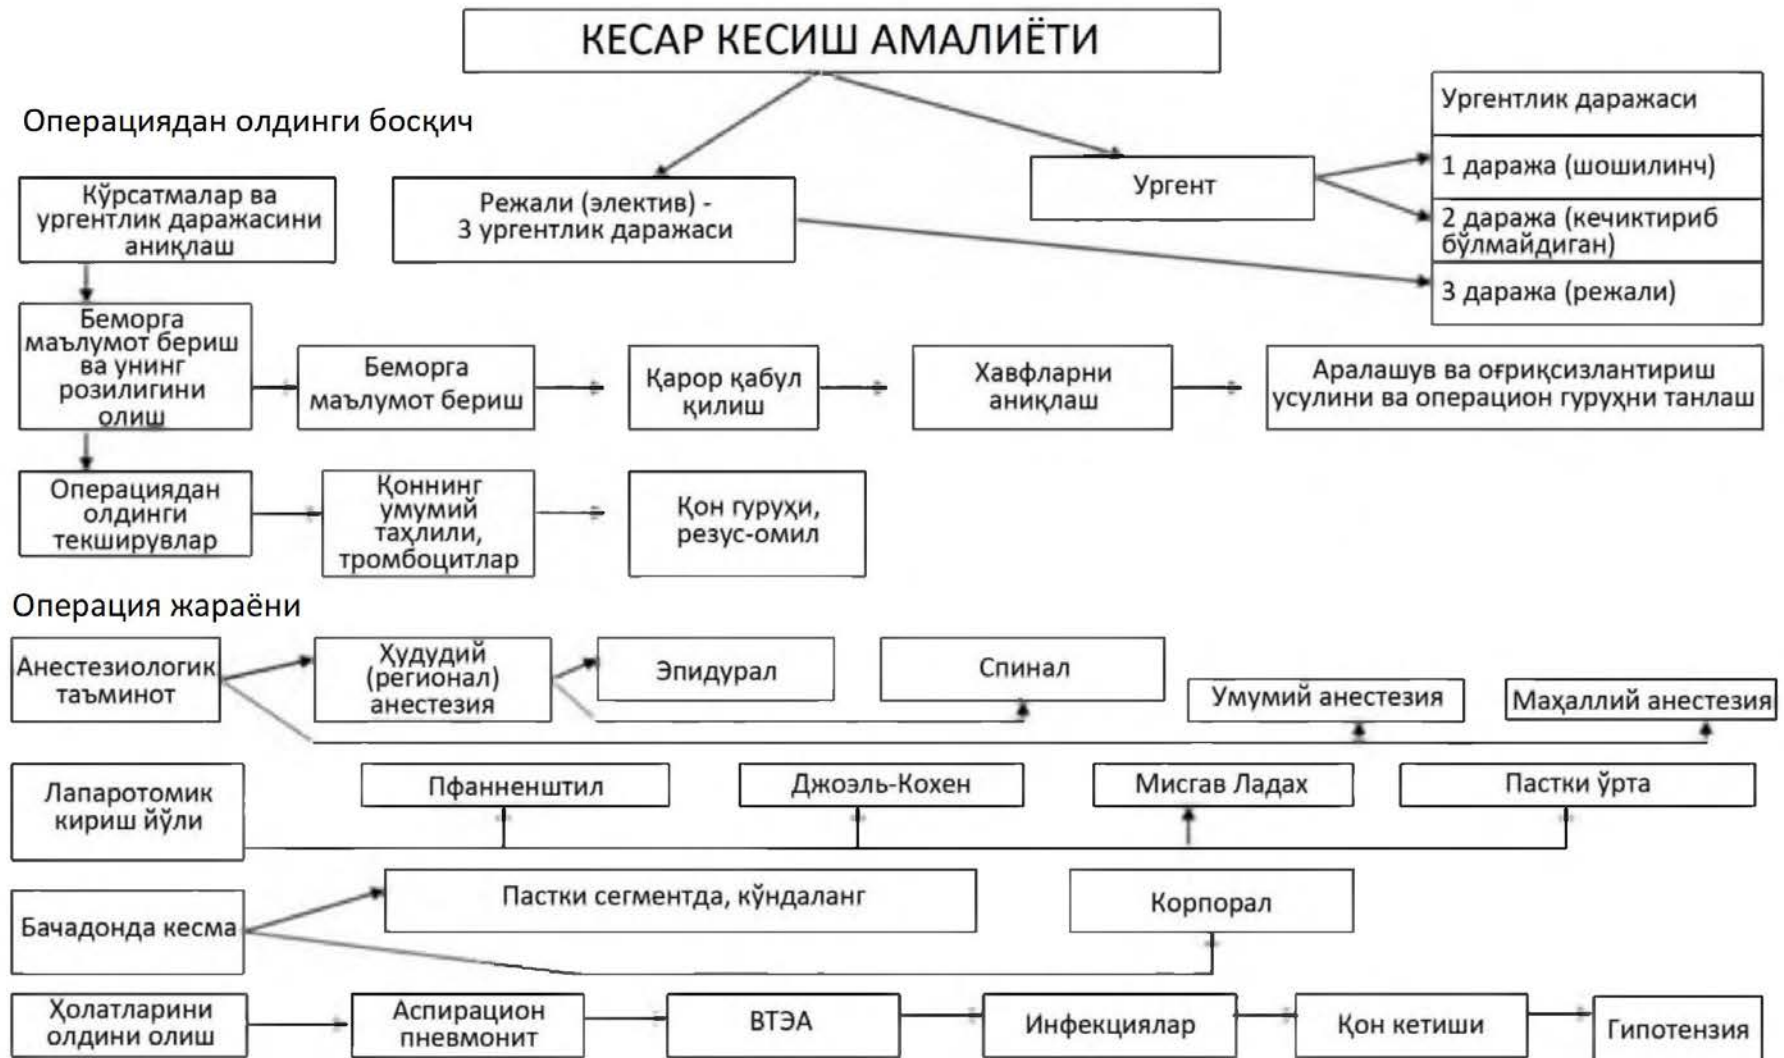 КЕСАР КЕСИШ АМАЛИЁТИ
Операциядан олдинги босқич
Кўрсатмалар ва
ургентлик даражасини
аниқлаш
Режали (электив) -
3 ургентлик даражаси
Ургент
Ургентлик даражаси
1 даража (шошилинч)
2 даража (кечиктириб
бўлмайдиган)
3 даража (режали)
Беморга
маълумот бериш
ва унинг
розилигини
олиш
Беморга
маълумот бериш
Қарор қабул
қилиш
Хавфларни
аниқлаш
Аралашув ва оғриқсизлантириш
усулини ва операцион гуруҳни танлаш
Операциядан
олдинги
текширувлар
Қоннинг
умумий
таҳлили,
тромбоцитлар
Қон гуруҳи,
резус-омил
Операция жараёни
Анестезиологик
таъминот
Ҳудудий
(регионал)
анестезия
Эпидурал
Спинал
Умумий анестезия
Маҳаллий анестезия
Лапаротомик
кириш йўли
Пфанненштил
Джоэль-Кохен
Мисгав Ладах
Пастки ўрта
Бачадонда кесма
Пастки сегментда, кўндаланг
Корпорал
Ҳолатларини
олдини олиш
Аспирацион
пневмонит
ВТЭА
Инфекциялар
Қон кетиши
Гипотензия